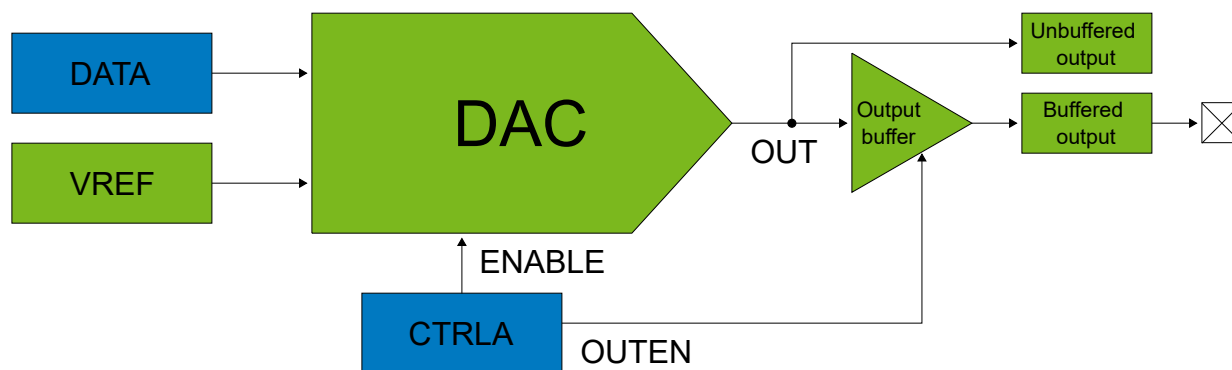 DATA
VREF
DAC
OUT
Output
buffer
Unbuffered
output
Buffered
output
ENABLE
CTRLA
OUTEN